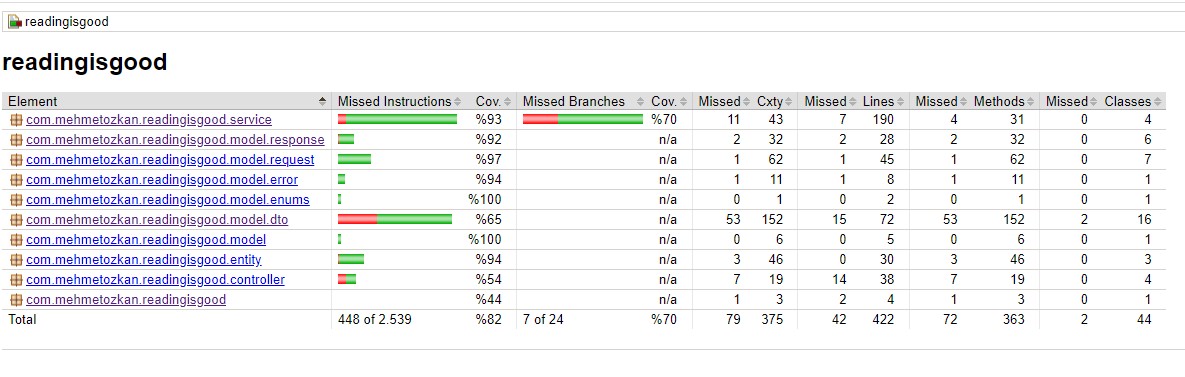 readingisgood
readingisgood
Element Missed Instructions Cov. Missed Branches Cov. Missed Cxty Missed Lines Missed Methods Missed Classes
com.mehmetozkan.readingisgood.service %93 %70 11 43 7 190 4 31 0 4
com.mehmetozkan.readingisgood.model.response %92 n/a 2 32 2 28 2 32 0 6
com.mehmetozkan.readingisgood.model.request %97 n/a 1 62 1 45 1 62 0 7
com.mehmetozkan.readingisgood.model.error %94 n/a 1 11 1 8 1 11 0 1
com.mehmetozkan.readingisgood.model.enums %100 n/a 0 1 0 2 0 1 0 1
com.mehmetozkan.readingisgood.model.dto %65 n/a 53 152 15 72 53 152 2 16
com.mehmetozkan.readingisgood.model %100 n/a 0 6 0 5 0 6 0 1
com.mehmetozkan.readingisgood.entity %94 n/a 3 46 0 30 3 46 0 3
com.mehmetozkan.readingisgood.controller %54 n/a 7 19 14 38 7 19 0 4
com.mehmetozkan.readingisgood %44 n/a 1 3 2 4 1 3 0 1
Total 448 of 2.539 %82 7 of 24 %70 79 375 42 422 72 363 2 44